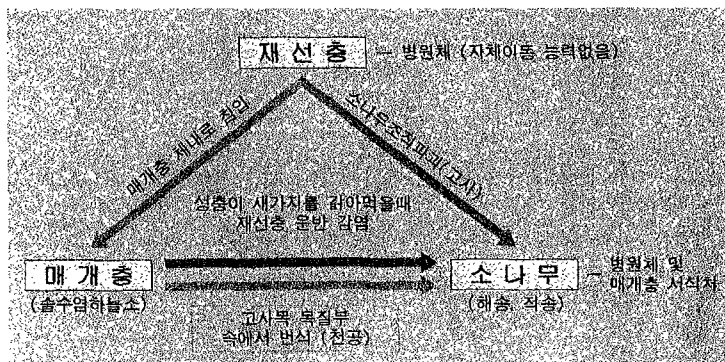 재선충 — 병원체 (자체이동 능력없음)
매개충 체내로 침입
소나무조직파괴(고사)
성충이 새가지를 갉아먹을때
재선충 운반 감염
매개충
(솔수염하늘소)
소나무 — 병원체 및
매개충 서식처
(해송, 적송)
고사목 목질부
속에서 번식 (천공)